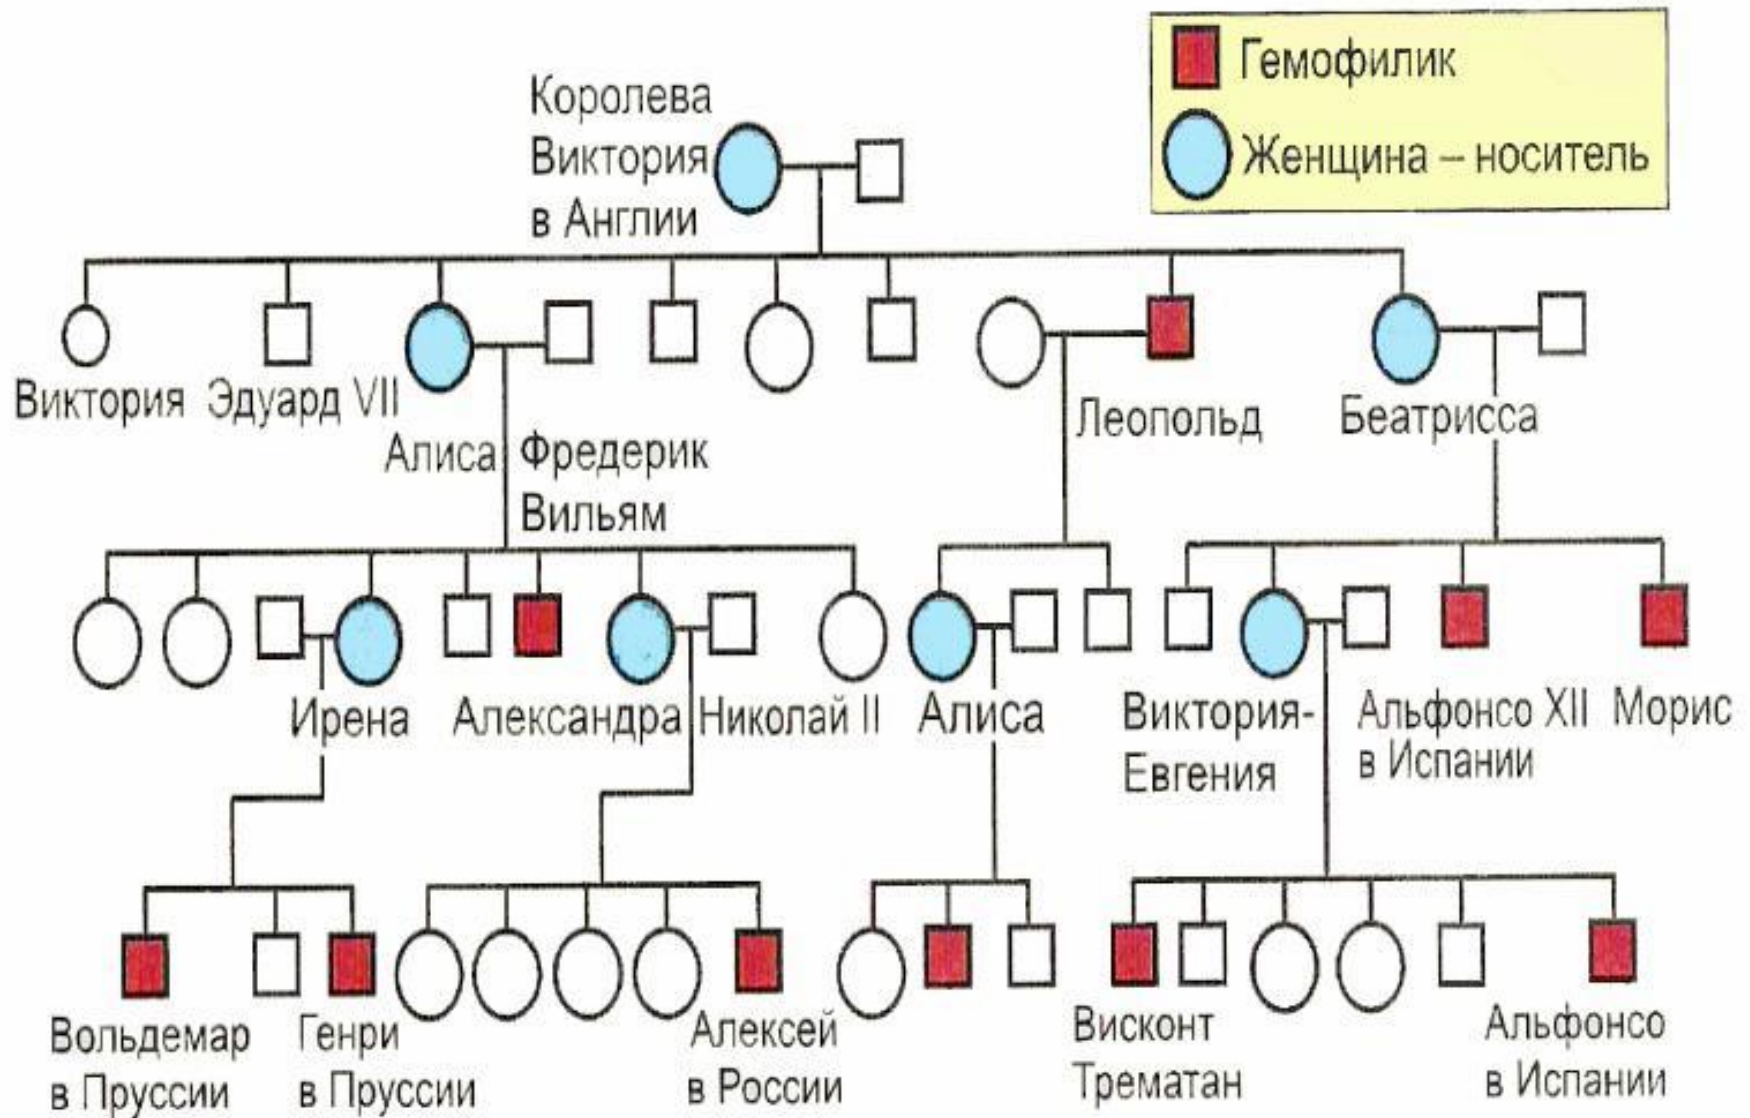 Гемофилик
Женщина – носитель
Королева
Виктория
в Англии
Виктория
Эдуард VII
Алиса
Фредерик
Вильям
Леопольд
Беатрисса
Ирена
Александра
Николай II
Алиса
Виктория-
Евгения
Альфонсо XII
в Испании
Морис
Вольдемар
в Пруссии
Генри
в Пруссии
Алексей
в России
Висконт
Трематан
Альфонсо
в Испании